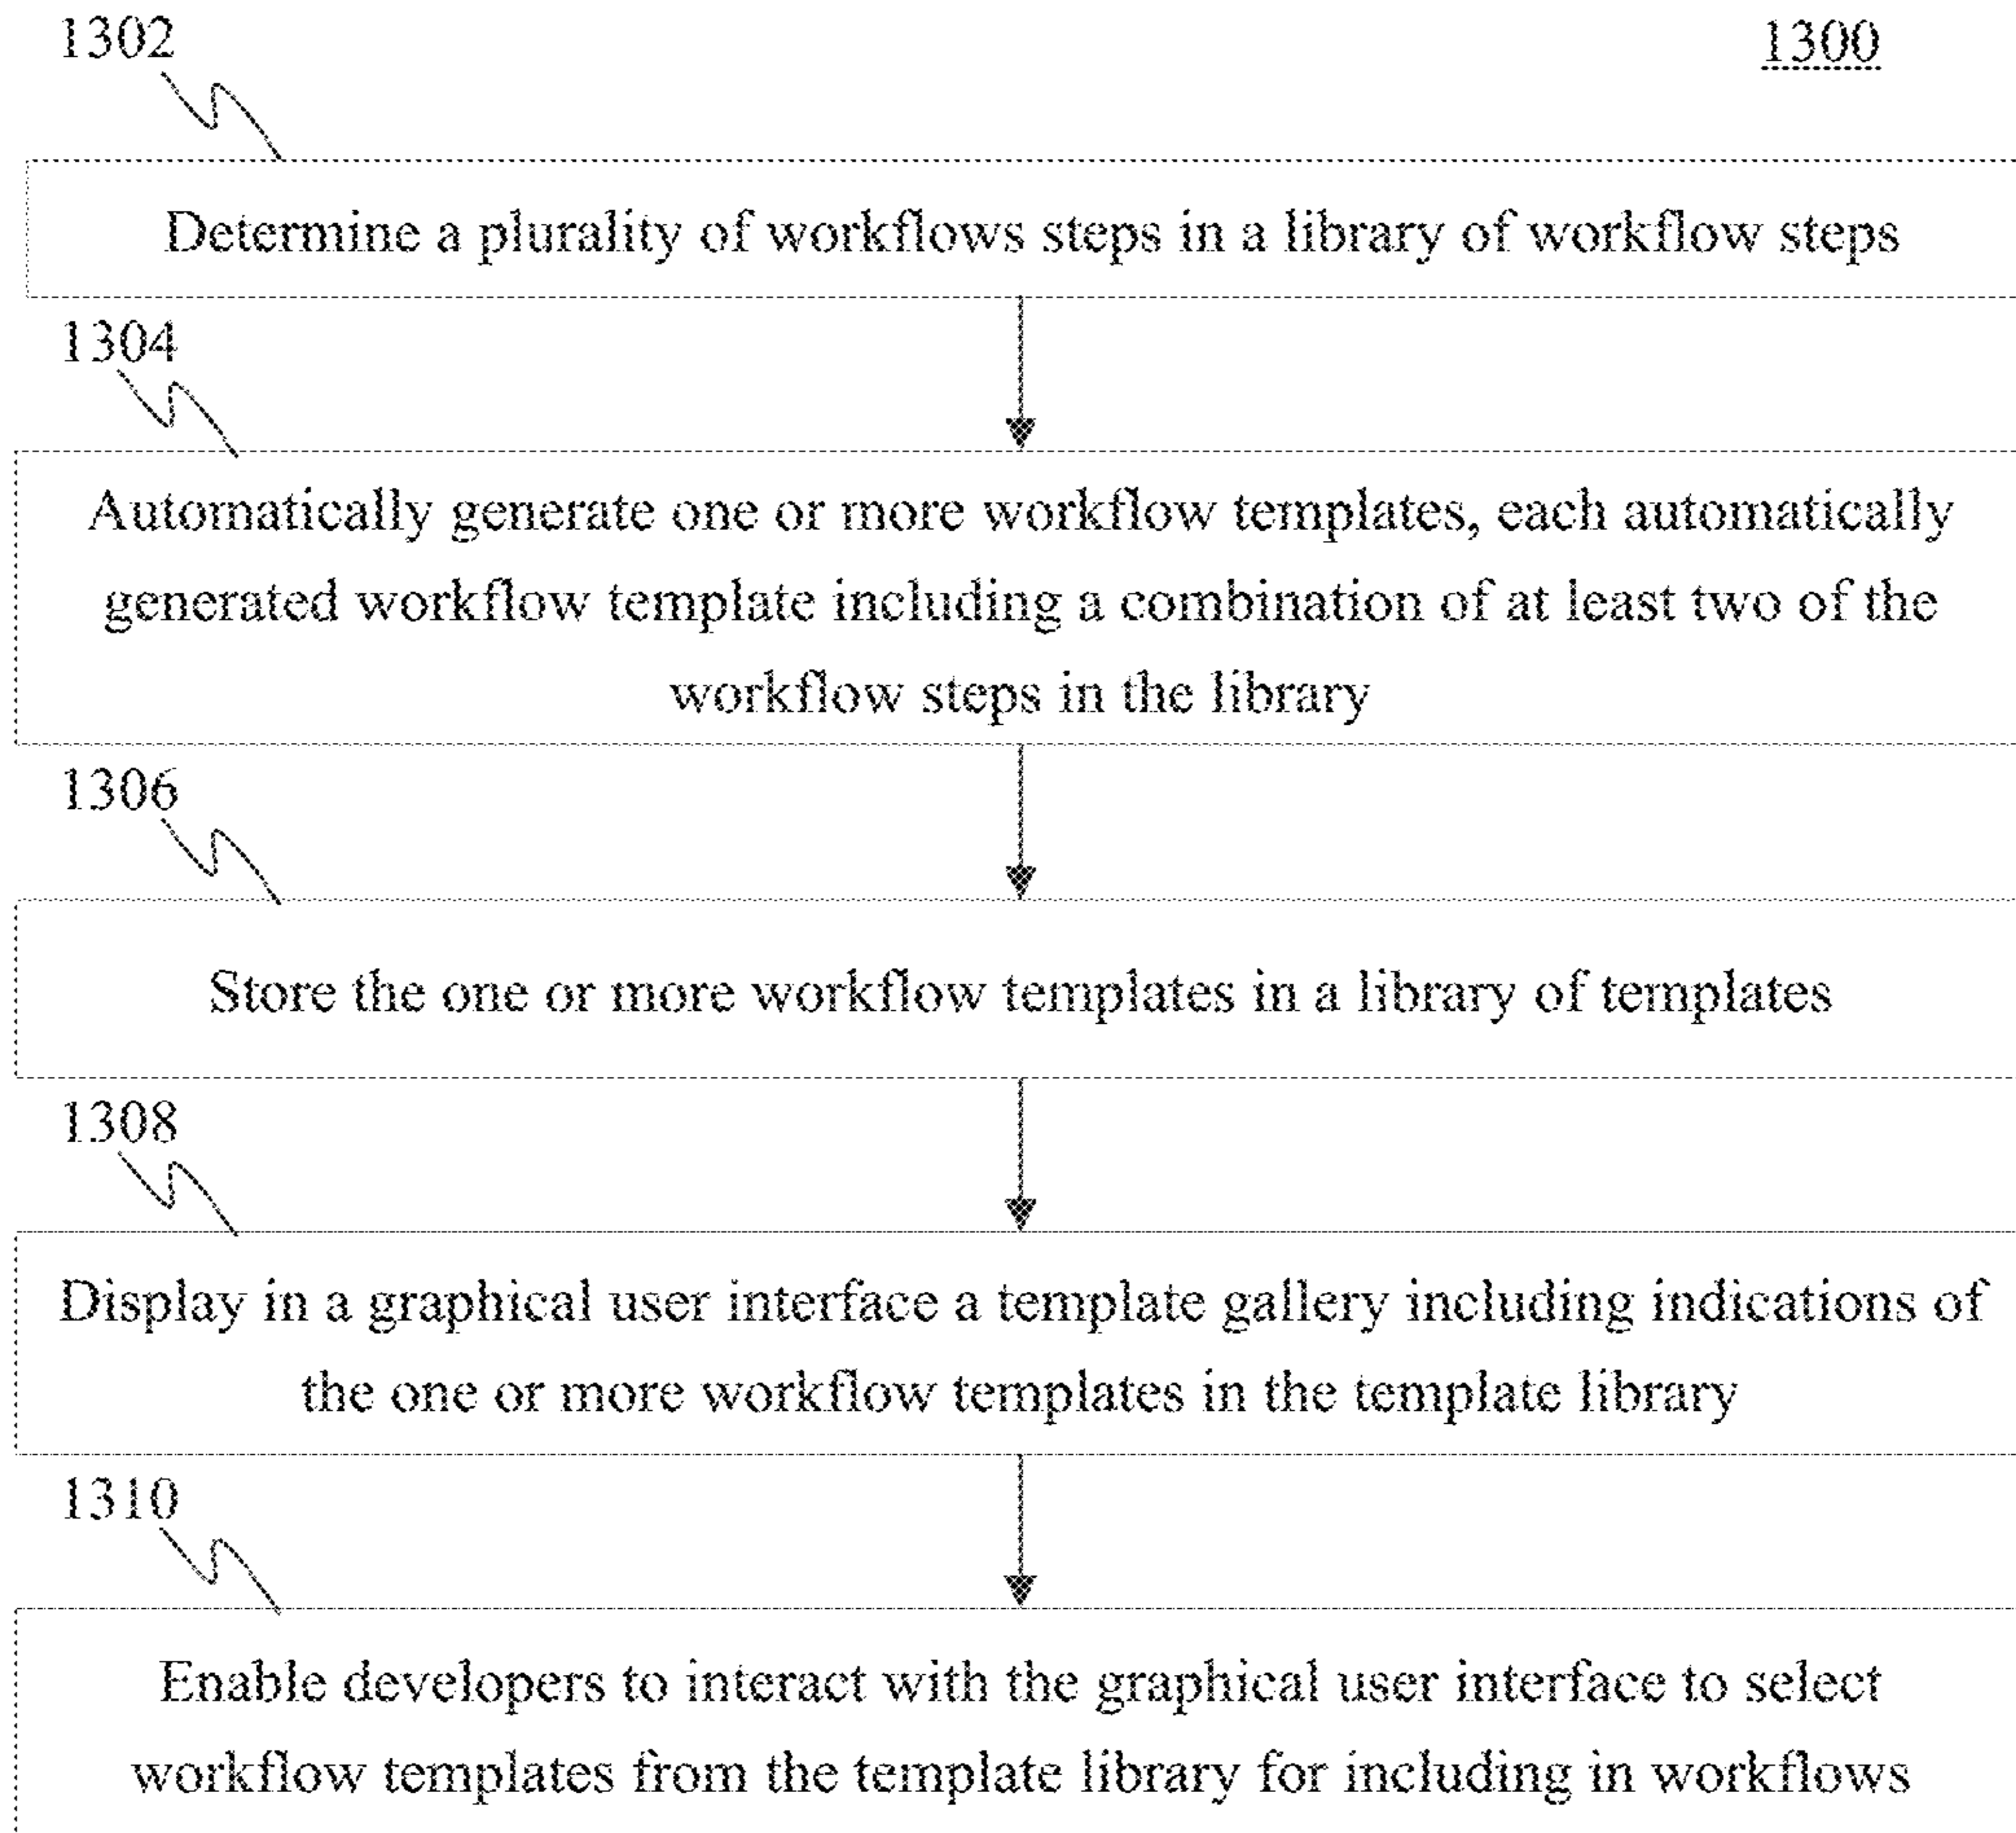 1302
1300
Determine a plurality of workflows steps in a library of workflow steps
1304
Automatically generate one or more workflow templates, each automatically
generated workflow template including a combination of at least two of the
workflow steps in the library
1306
Store the one or more workflow templates in a library of templates
1308
Display in a graphical user interface a template gallery including indications of
the one or more workflow templates in the template library
1310
Enable developers to interact with the graphical user interface to select
workflow templates from the template library for including in workflows